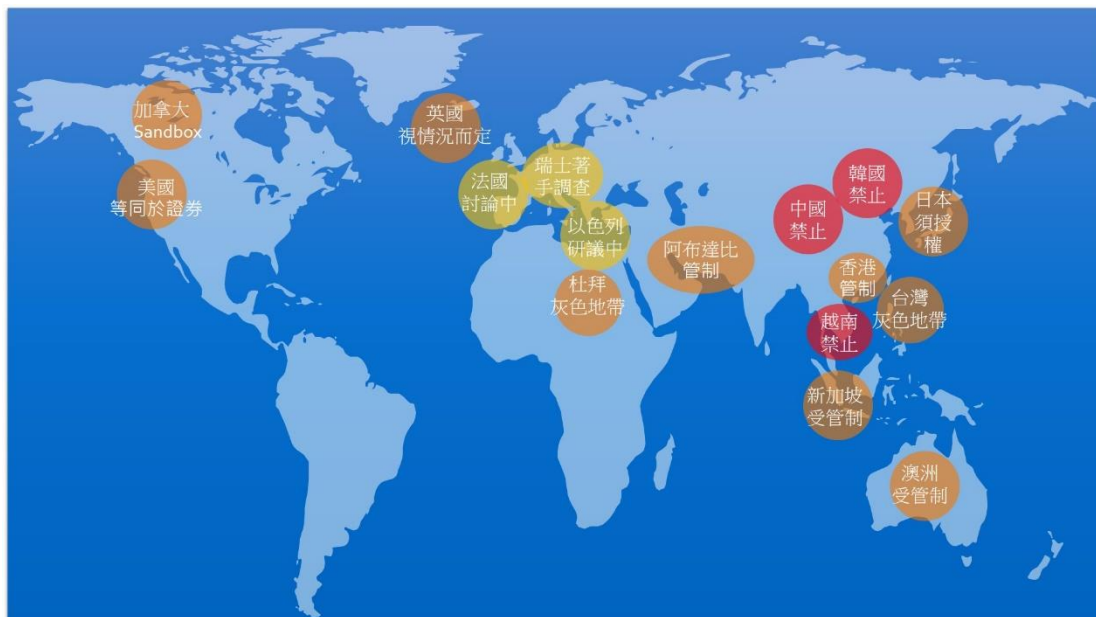 加拿大
Sandbox
美國
等同於證券
英國
視情況而定
法國
討論中
瑞士著
手調查
以色列
研議中
杜拜
灰色地帶
阿布達比
管制
中國
禁止
韓國
禁止
日本
須授
權
香港
管制
台灣
灰色地帶
越南
禁止
新加坡
受管制
澳洲
受管制